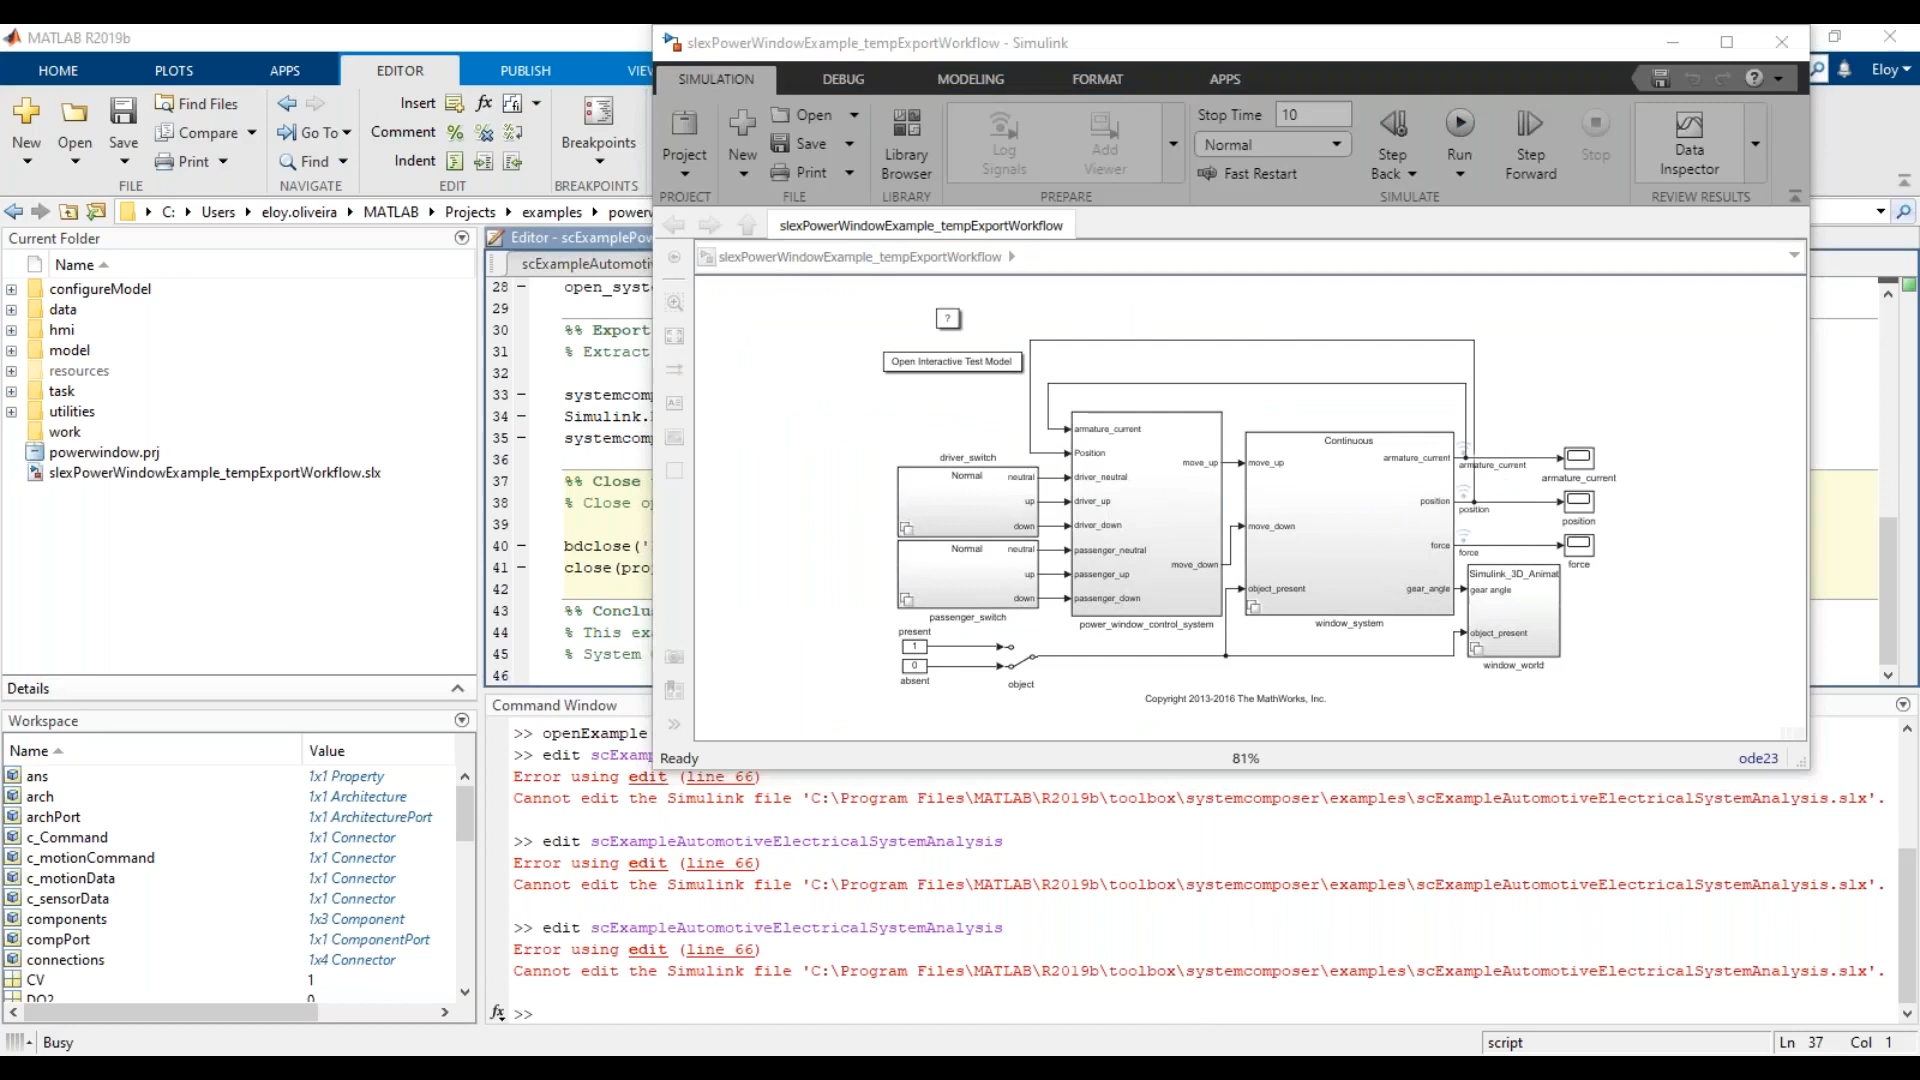 MATLAB R2019b
HOME PLOTS APPS EDITOR PUBLISH VIE
Eloy
New Open Save
Find Files
Compare
Print
FILE
Go To
Find
NAVIGATE
Insert fx
Comment
Indent
EDIT
Breakpoints
BREAKPOINTS
C: Users eloy.oliveira MATLAB Projects examples powerw
Current Folder
Name
configureModel
data
hmi
model
resources
task
utilities
work
powerwindow.prj
slexPowerWindowExample_tempExportWorkflow.slx
Details
Workspace
Name Value
ans 1x1 Property
arch 1x1 Architecture
archPort 1x1 ArchitecturePort
c_Command 1x1 Connector
c_motionCommand 1x1 Connector
c_motionData 1x1 Connector
c_sensorData 1x1 Connector
components 1x3 Component
compPort 1x1 ComponentPort
connections 1x4 Connector
CV 1
Busy
Editor - scExamplePo
scExampleAutomoti
28 open_syst
29
30 %% Export
31 % Extract
32
33 systemcom
34 Simulink.
35 systemcom
36
37 %% Close
38 % Close op
39
40 bdclose('
41 close(pro
42
43 %% Conclu
44 % This exa
45 % System
46
slexPowerWindowExample_tempExportWorkflow - Simulink
SIMULATION DEBUG MODELING FORMAT APPS
Project
PROJECT
New
Open
Save
Print
FILE
Library Browser
LIBRARY
Log Signals
Add Viewer
PREPARE
Stop Time 10
Normal
Fast Restart
Step Back
Run
Step Forward
Stop
SIMULATE
Data Inspector
REVIEW RESULTS
slexPowerWindowExample_tempExportWorkflow
slexPowerWindowExample_tempExportWorkflow
?
Open Interactive Test Model
driver_switch
Normal
neutral
up
down
Normal
neutral
up
down
passenger_switch
present
1
0
absent
object
armature_current
Position
driver_neutral
driver_up
driver_down
passenger_neutral
passenger_up
passenger_down
move_up
move_down
power_window_control_system
Continuous
move_up
move_down
object_present
armature_current
position
force
gear_angle
window_system
armature_current
position
force
armature_current
position
force
Simulink_3D_Animat
gear angle
object_present
window_world
Copyright 2013-2016 The MathWorks, Inc.
Ready 81% ode23
Command Window
>> openExample
>> edit scExam
Error using edit (line 66)
Cannot edit the Simulink file 'C:\Program Files\MATLAB\R2019b\toolbox\systemcomposer\examples\scExampleAutomotiveElectricalSystemAnalysis.slx'.
>> edit scExampleAutomotiveElectricalSystemAnalysis
Error using edit (line 66)
Cannot edit the Simulink file 'C:\Program Files\MATLAB\R2019b\toolbox\systemcomposer\examples\scExampleAutomotiveElectricalSystemAnalysis.slx'.
>> edit scExampleAutomotiveElectricalSystemAnalysis
Error using edit (line 66)
Cannot edit the Simulink file 'C:\Program Files\MATLAB\R2019b\toolbox\systemcomposer\examples\scExampleAutomotiveElectricalSystemAnalysis.slx'.
fx >>
script Ln 37 Col 1